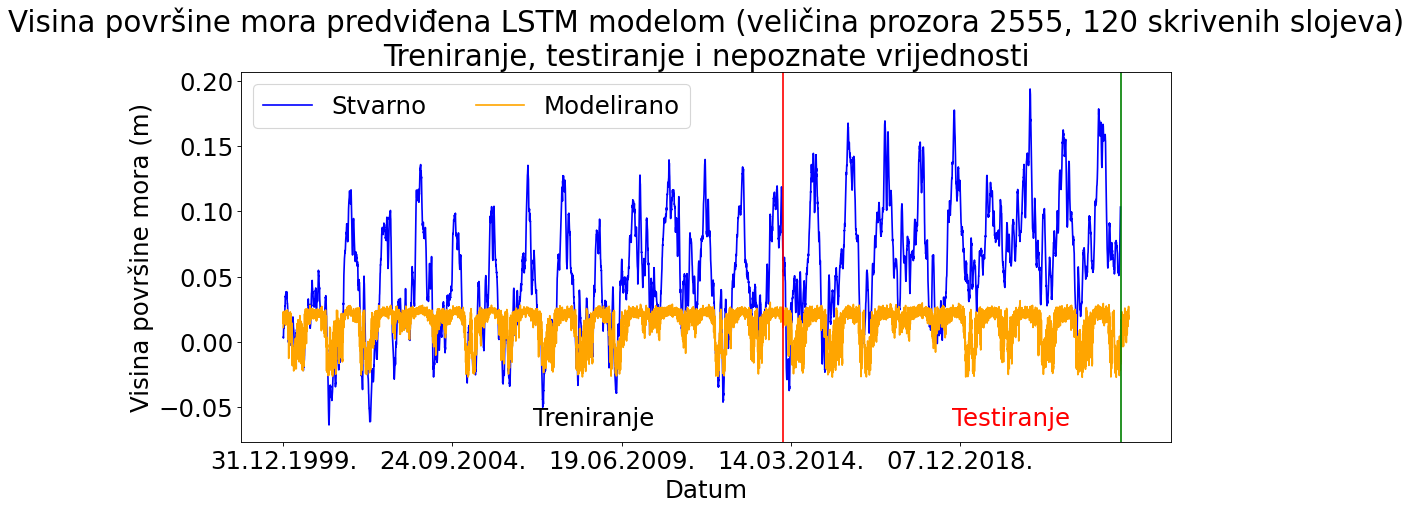 Visina površine mora predviđena LSTM modelom (veličina prozora 2555, 120 skrivenih slojeva)
Treniranje, testiranje i nepoznate vrijednosti
Stvarno Modelirano
Visina površine mora (m)
0.20
0.15
0.10
0.05
0.00
−0.05
Treniranje Testiranje
31.12.1999. 24.09.2004. 19.06.2009. 14.03.2014. 07.12.2018.
Datum